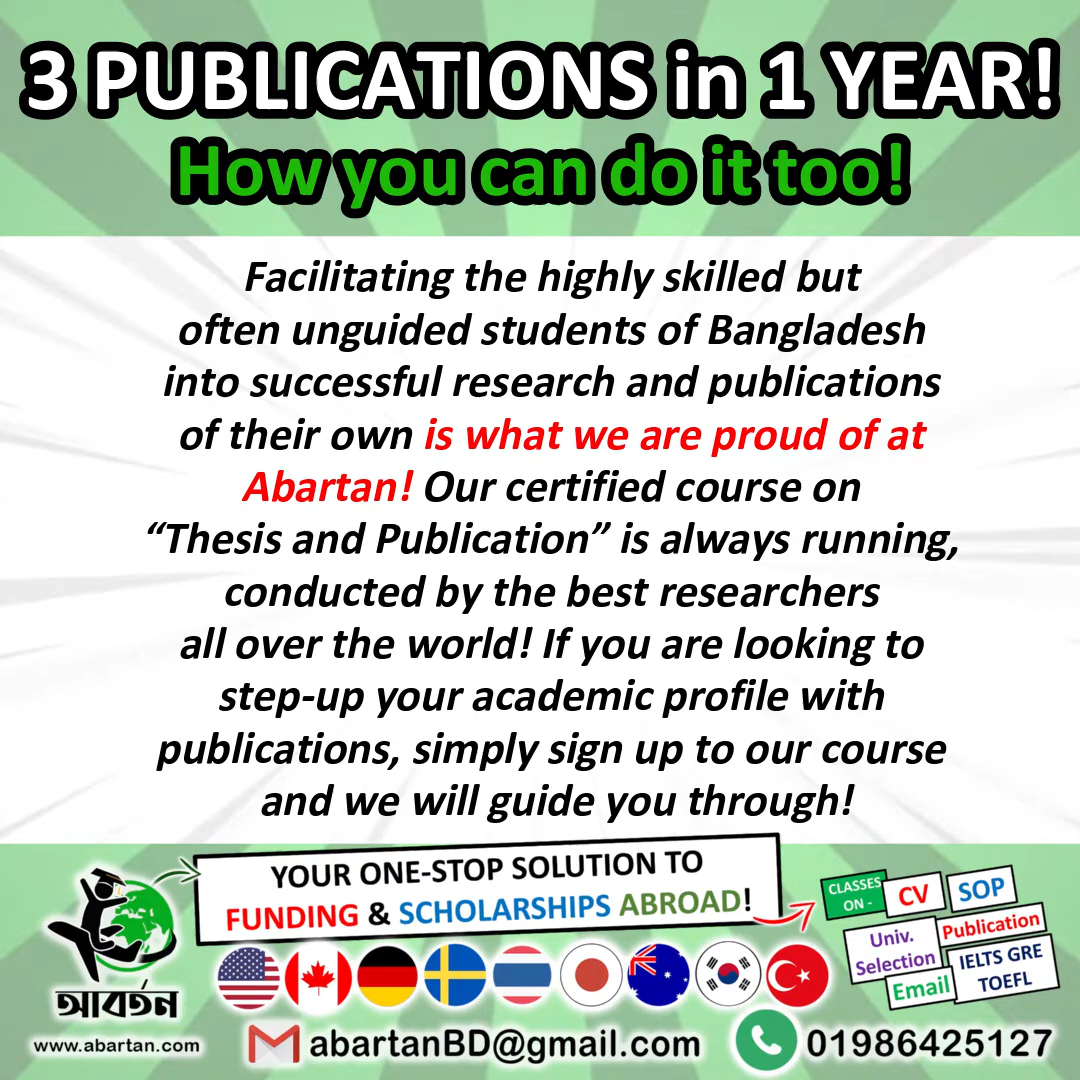 3 PUBLICATIONS in 1 YEAR!
How you can do it too!
Facilitating the highly skilled but
often unguided students of Bangladesh
into successful research and publications
of their own is what we are proud of at
Abartan! Our certified course on
“Thesis and Publication” is always running,
conducted by the best researchers
all over the world! If you are looking to
step-up your academic profile with
publications, simply sign up to our course
and we will guide you through!
YOUR ONE-STOP SOLUTION TO
FUNDING & SCHOLARSHIPS ABROAD!
CLASSES
ON -
CV
SOP
Univ.
Selection
Publication
Email
IELTS GRE
TOEFL
আবর্তন
www.abartan.com
abartanBD@gmail.com
01986425127